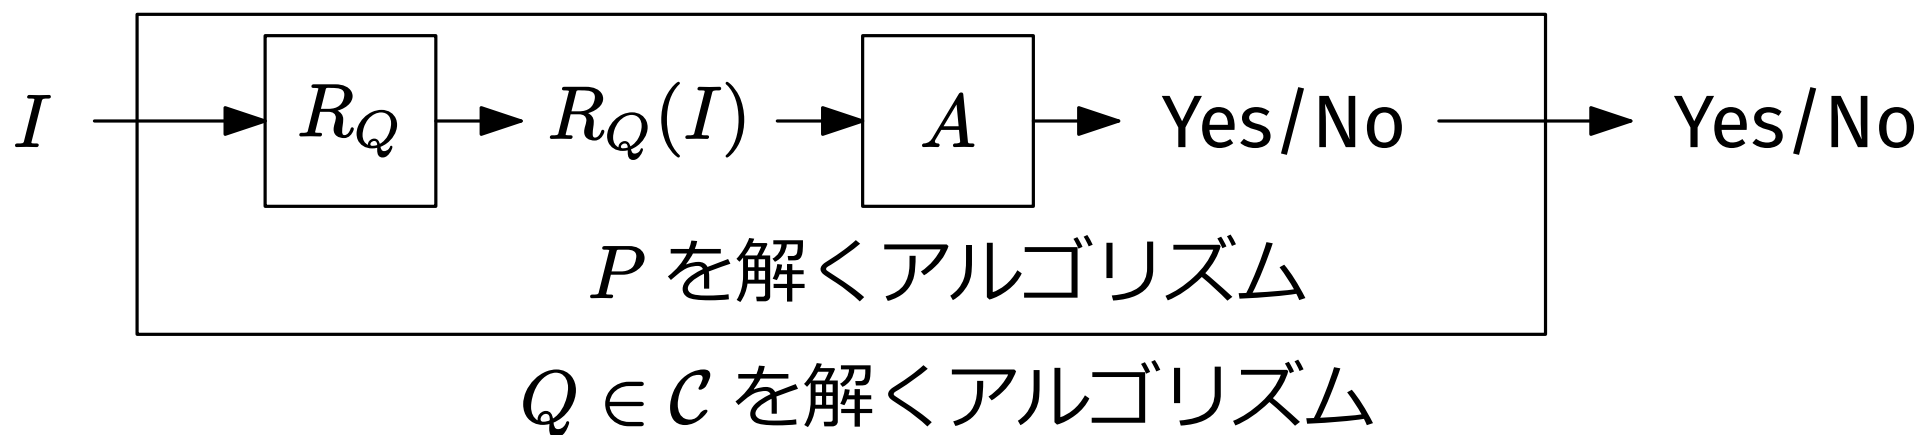 I R_Q R_Q(I) A Yes/No Yes/No
P を解くアルゴリズム
Q ∈ 𝒞 を解くアルゴリズム